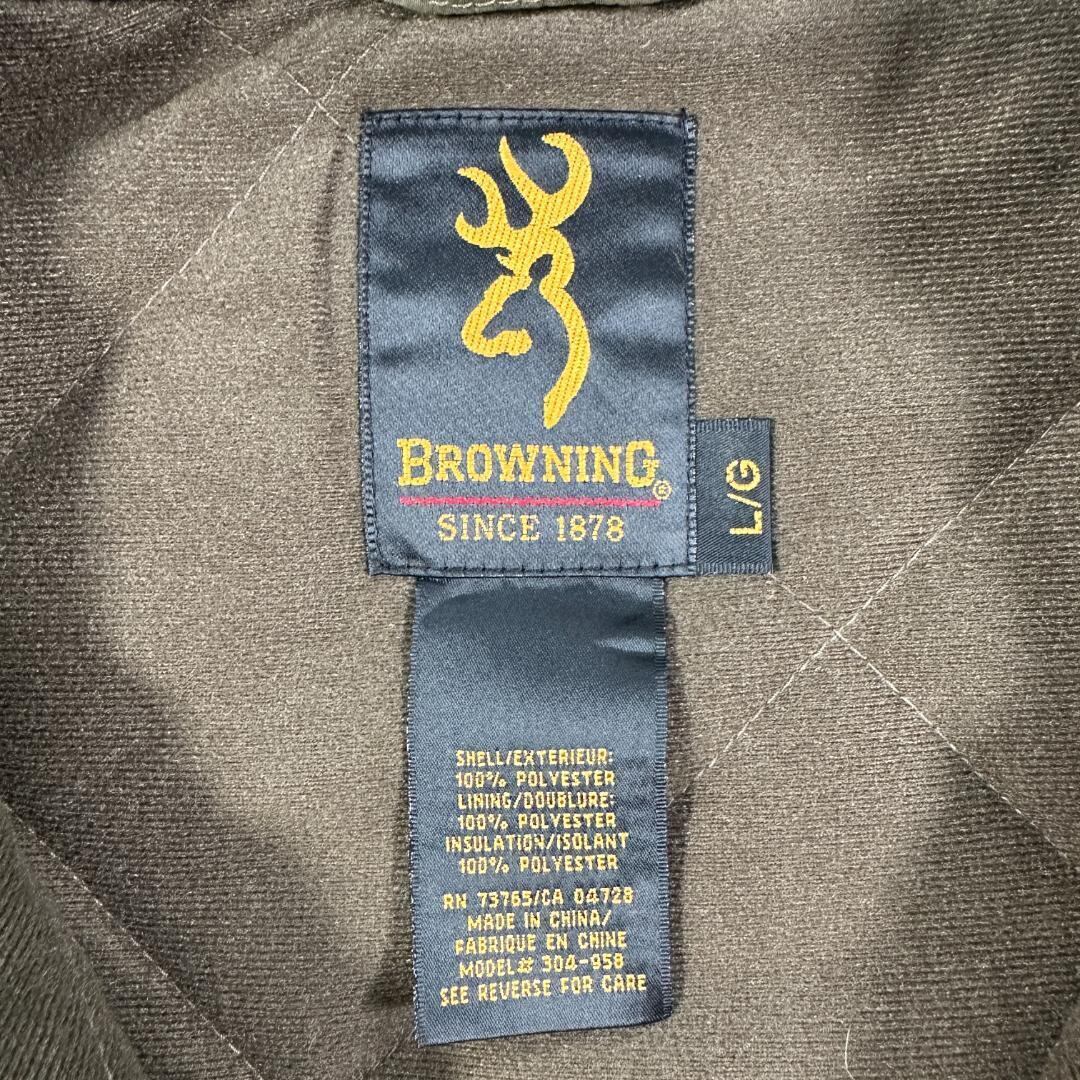 BROWNING®
SINCE 1878
L/G
SHELL/EXTERIEUR:
100% POLYESTER
LINING/DOUBLURE:
100% POLYESTER
INSULATION/ISOLANT
100% POLYESTER
RN 73765/CA 04728
MADE IN CHINA/
FABRIQUE EN CHINE
MODEL# 304-958
SEE REVERSE FOR CARE